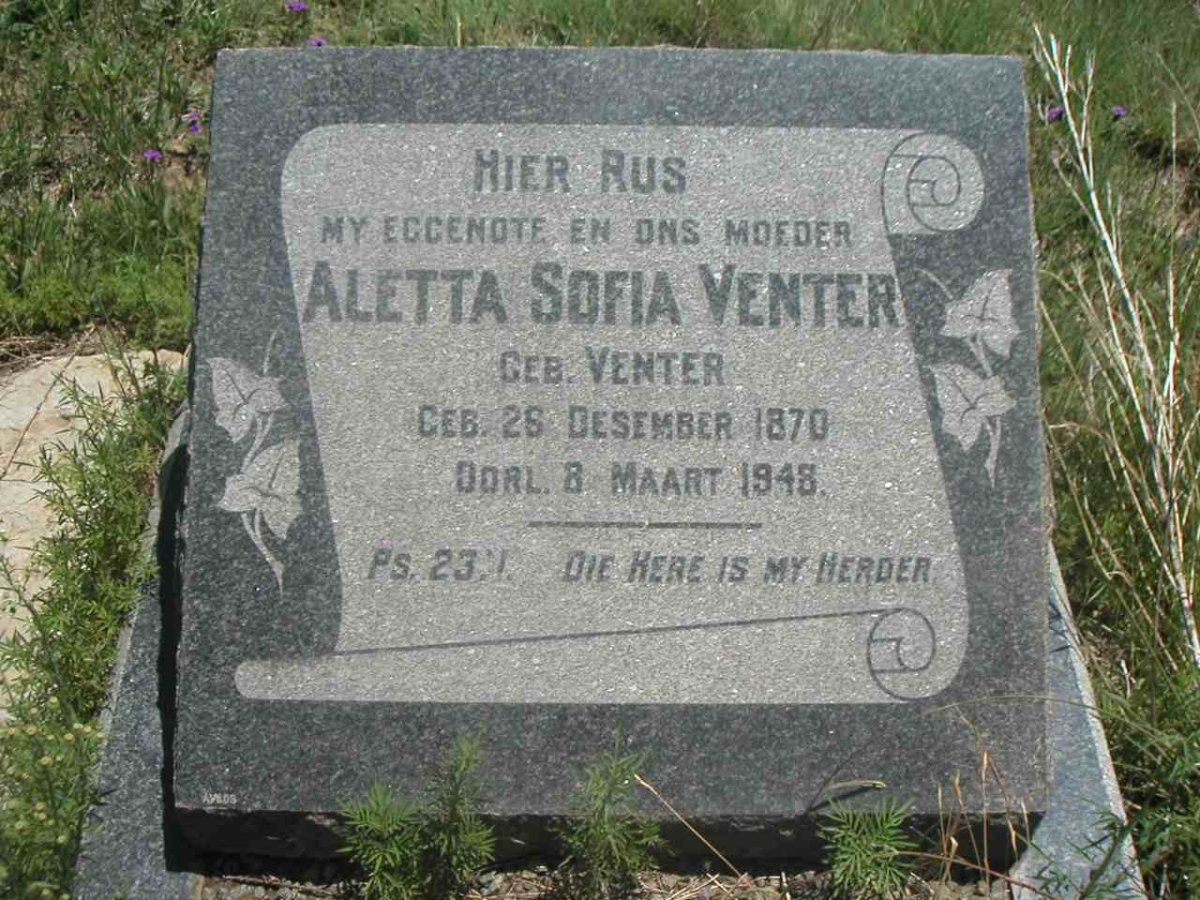 HIER RUS
MY EGGENOTE EN ONS MOEDER
ALETTA SOFIA VENTER
GEB. VENTER
GEB. 26 DESEMBER 1870
OORL. 8 MAART 1948.
PS. 23:1. DIE HERE IS MY HERDER